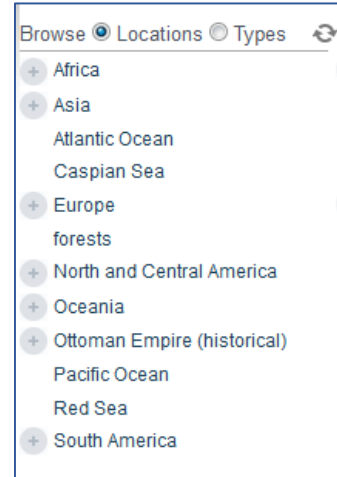 Browse Locations Types
Africa
Asia
Atlantic Ocean
Caspian Sea
Europe
forests
North and Central America
Oceania
Ottoman Empire (historical)
Pacific Ocean
Red Sea
South America